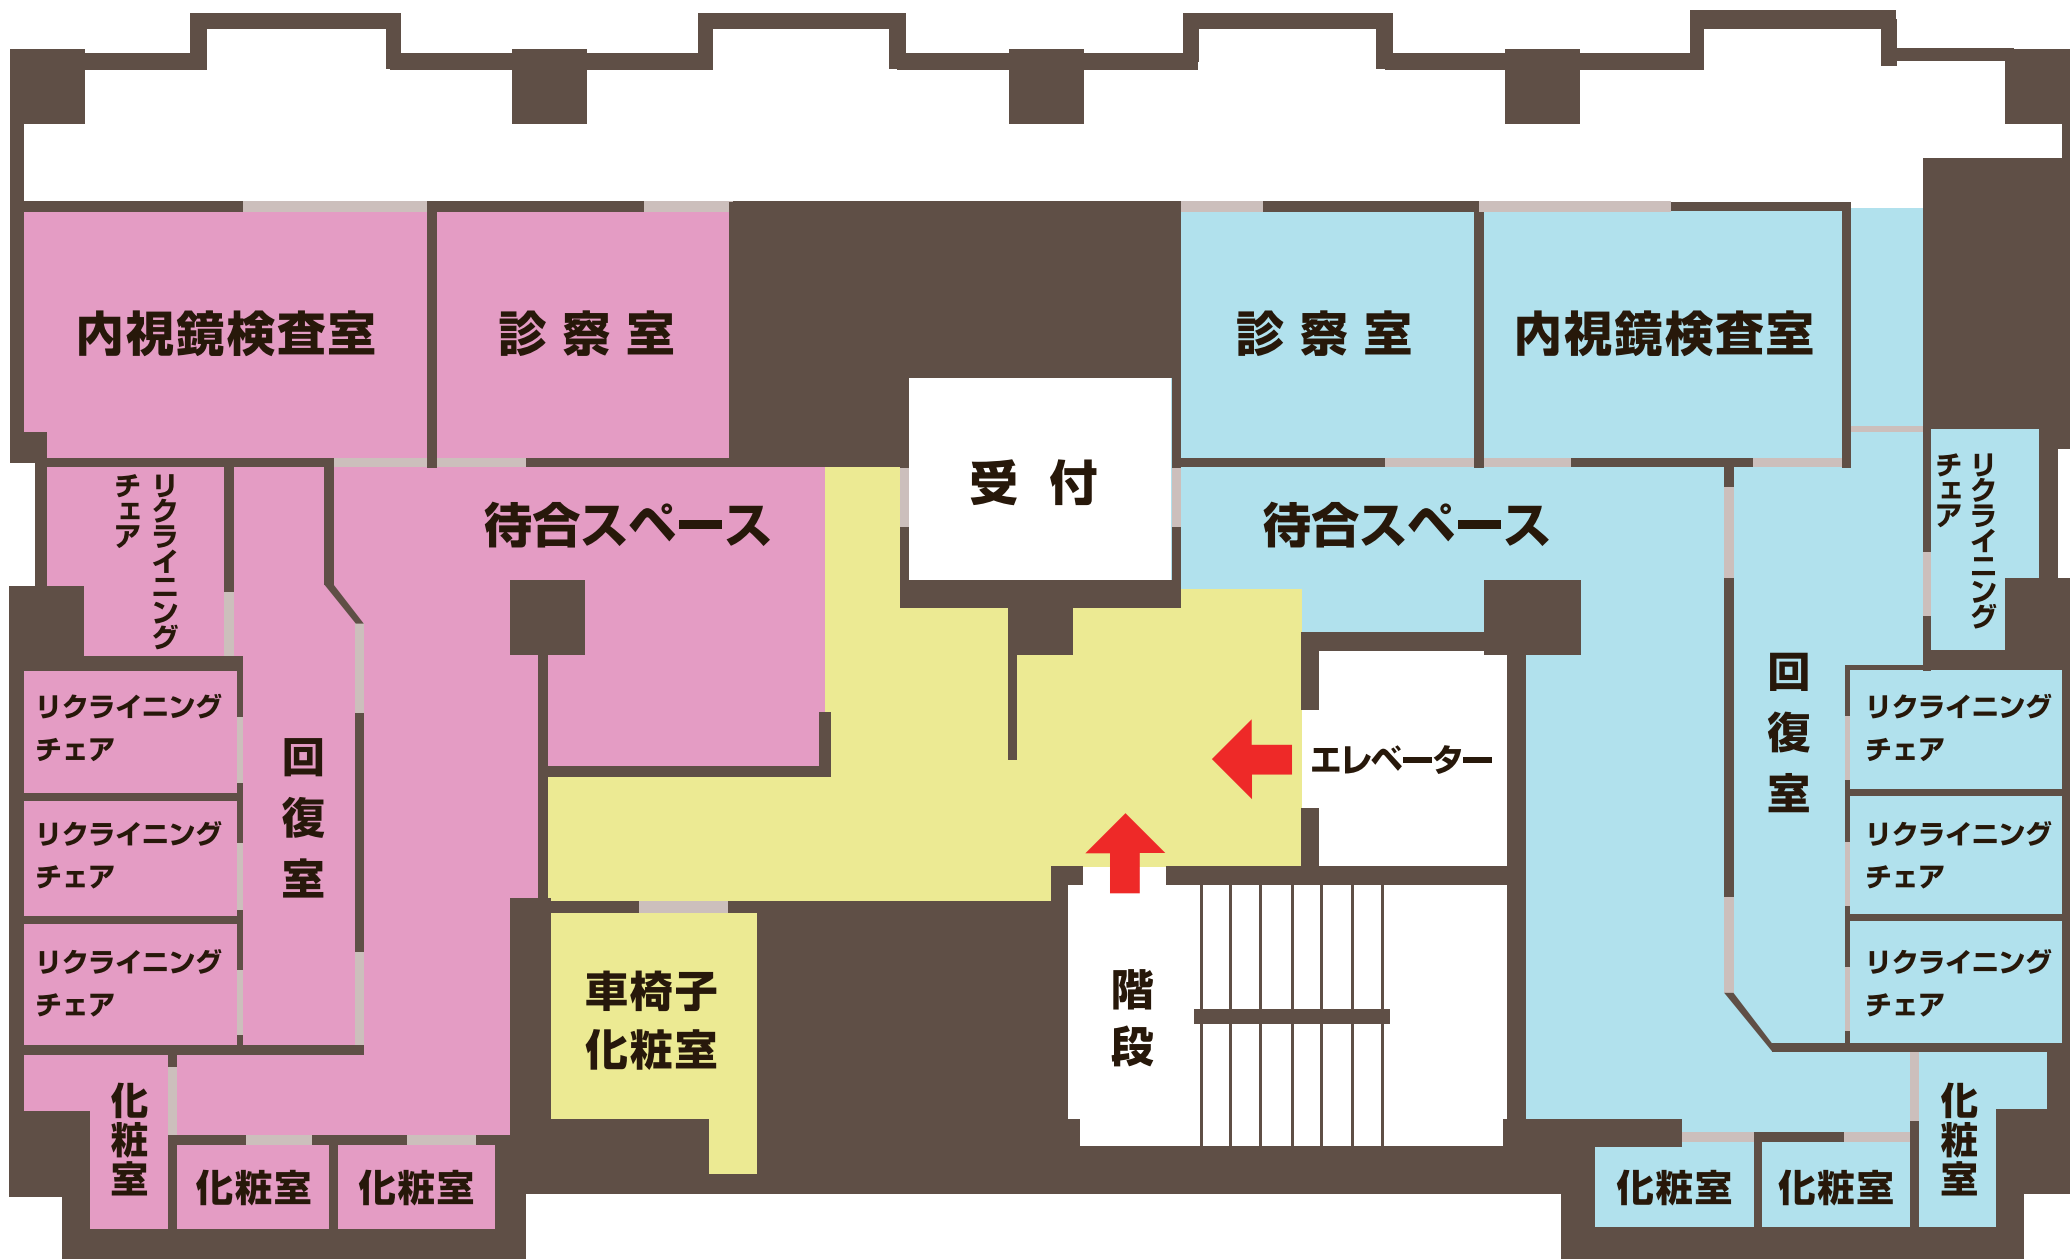 内視鏡検査室
診察室
診察室
内視鏡検査室
受付
待合スペース
待合スペース
リクライニング
チェア
リクライニング
チェア
リクライニング
チェア
リクライニング
チェア
リクライニング
チェア
回復室
回復室
エレベーター
リクライニング
チェア
リクライニング
チェア
リクライニング
チェア
車椅子
化粧室
階段
化粧室
化粧室
化粧室
化粧室
化粧室
化粧室